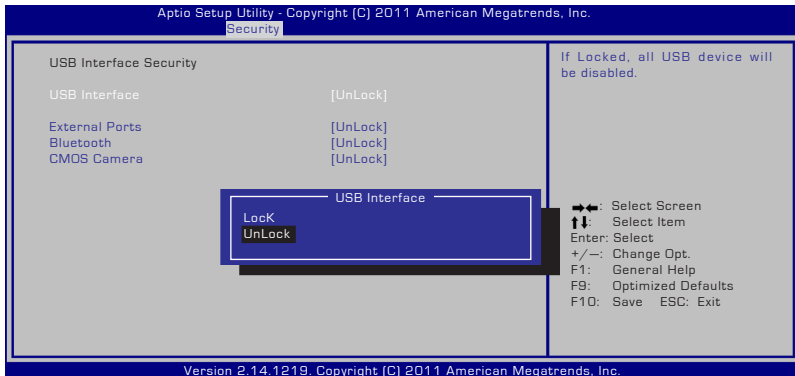 Aptio Setup Utility - Copyright (C) 2011 American Megatrends, Inc.
Security
USB Interface Security
USB Interface [UnLock]
External Ports [UnLock]
Bluetooth [UnLock]
CMOS Camera [UnLock]
USB Interface
LocK
UnLock
If Locked, all USB device will
be disabled.
→←: Select Screen
↑↓: Select Item
Enter: Select
+/—: Change Opt.
F1: General Help
F9: Optimized Defaults
F10: Save ESC: Exit
Version 2.14.1219. Copyright (C) 2011 American Megatrends, Inc.